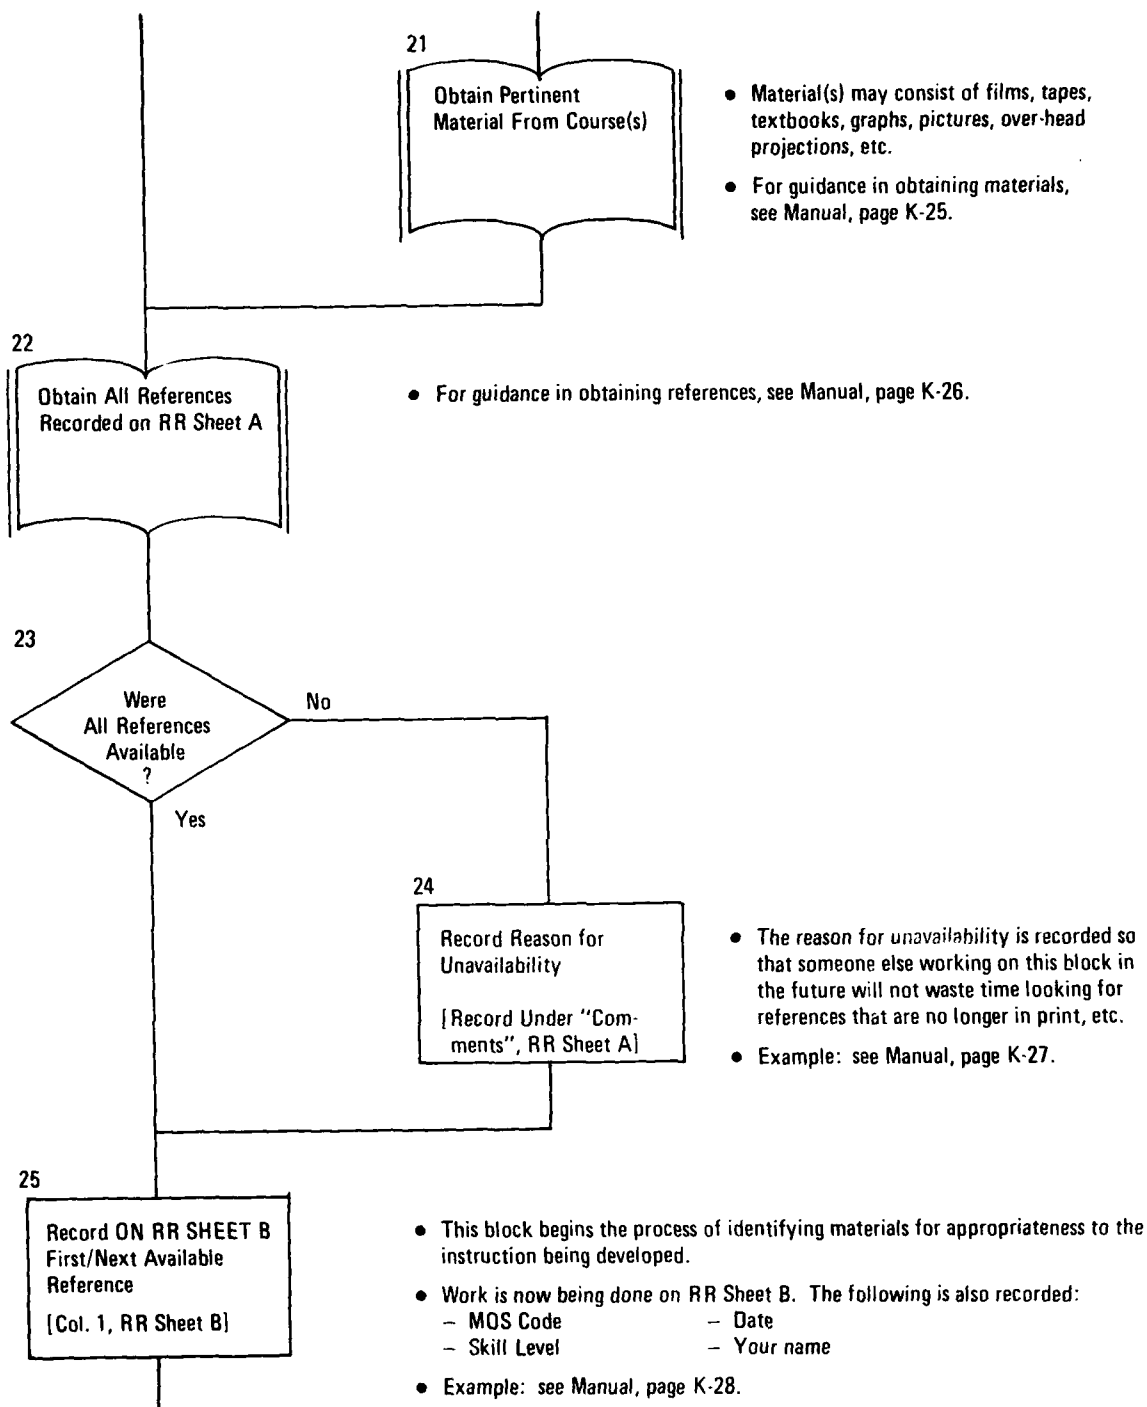 21
Obtain Pertinent
Material From Course(s)
● Material(s) may consist of films, tapes,
textbooks, graphs, pictures, over-head
projections, etc.
● For guidance in obtaining materials,
see Manual, page K-25.
22
Obtain All References
Recorded on RR Sheet A
● For guidance in obtaining references, see Manual, page K-26.
23
Were
All References
Available
?
No
Yes
24
Record Reason for
Unavailability
[Record Under "Com-
ments", RR Sheet A]
● The reason for unavailability is recorded so
that someone else working on this block in
the future will not waste time looking for
references that are no longer in print, etc.
● Example: see Manual, page K-27.
25
Record ON RR SHEET B
First/Next Available
Reference
[Col. 1, RR Sheet B]
● This block begins the process of identifying materials for appropriateness to the
instruction being developed.
● Work is now being done on RR Sheet B. The following is also recorded:
– MOS Code – Date
– Skill Level – Your name
● Example: see Manual, page K-28.